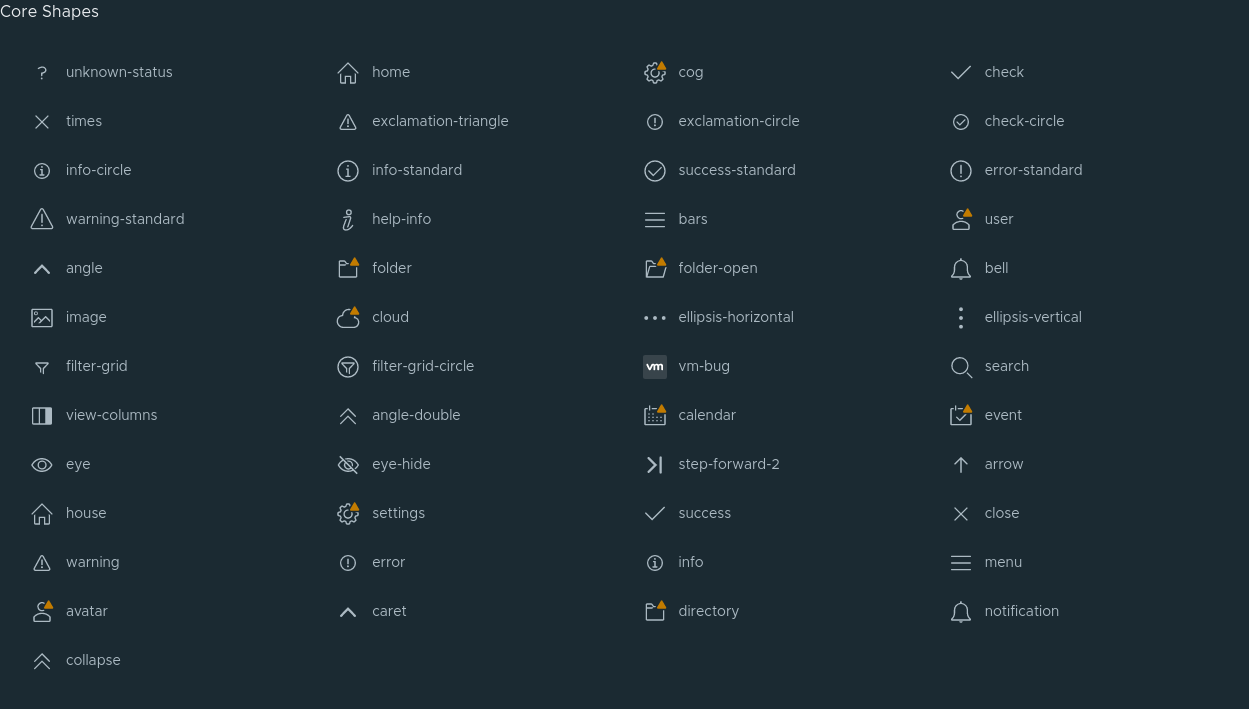 Core Shapes
unknown-status home cog check
times exclamation-triangle exclamation-circle check-circle
info-circle info-standard success-standard error-standard
warning-standard help-info bars user
angle folder folder-open bell
image cloud ellipsis-horizontal ellipsis-vertical
filter-grid filter-grid-circle vm vm-bug search
view-columns angle-double calendar event
eye eye-hide step-forward-2 arrow
house settings success close
warning error info menu
avatar caret directory notification
collapse